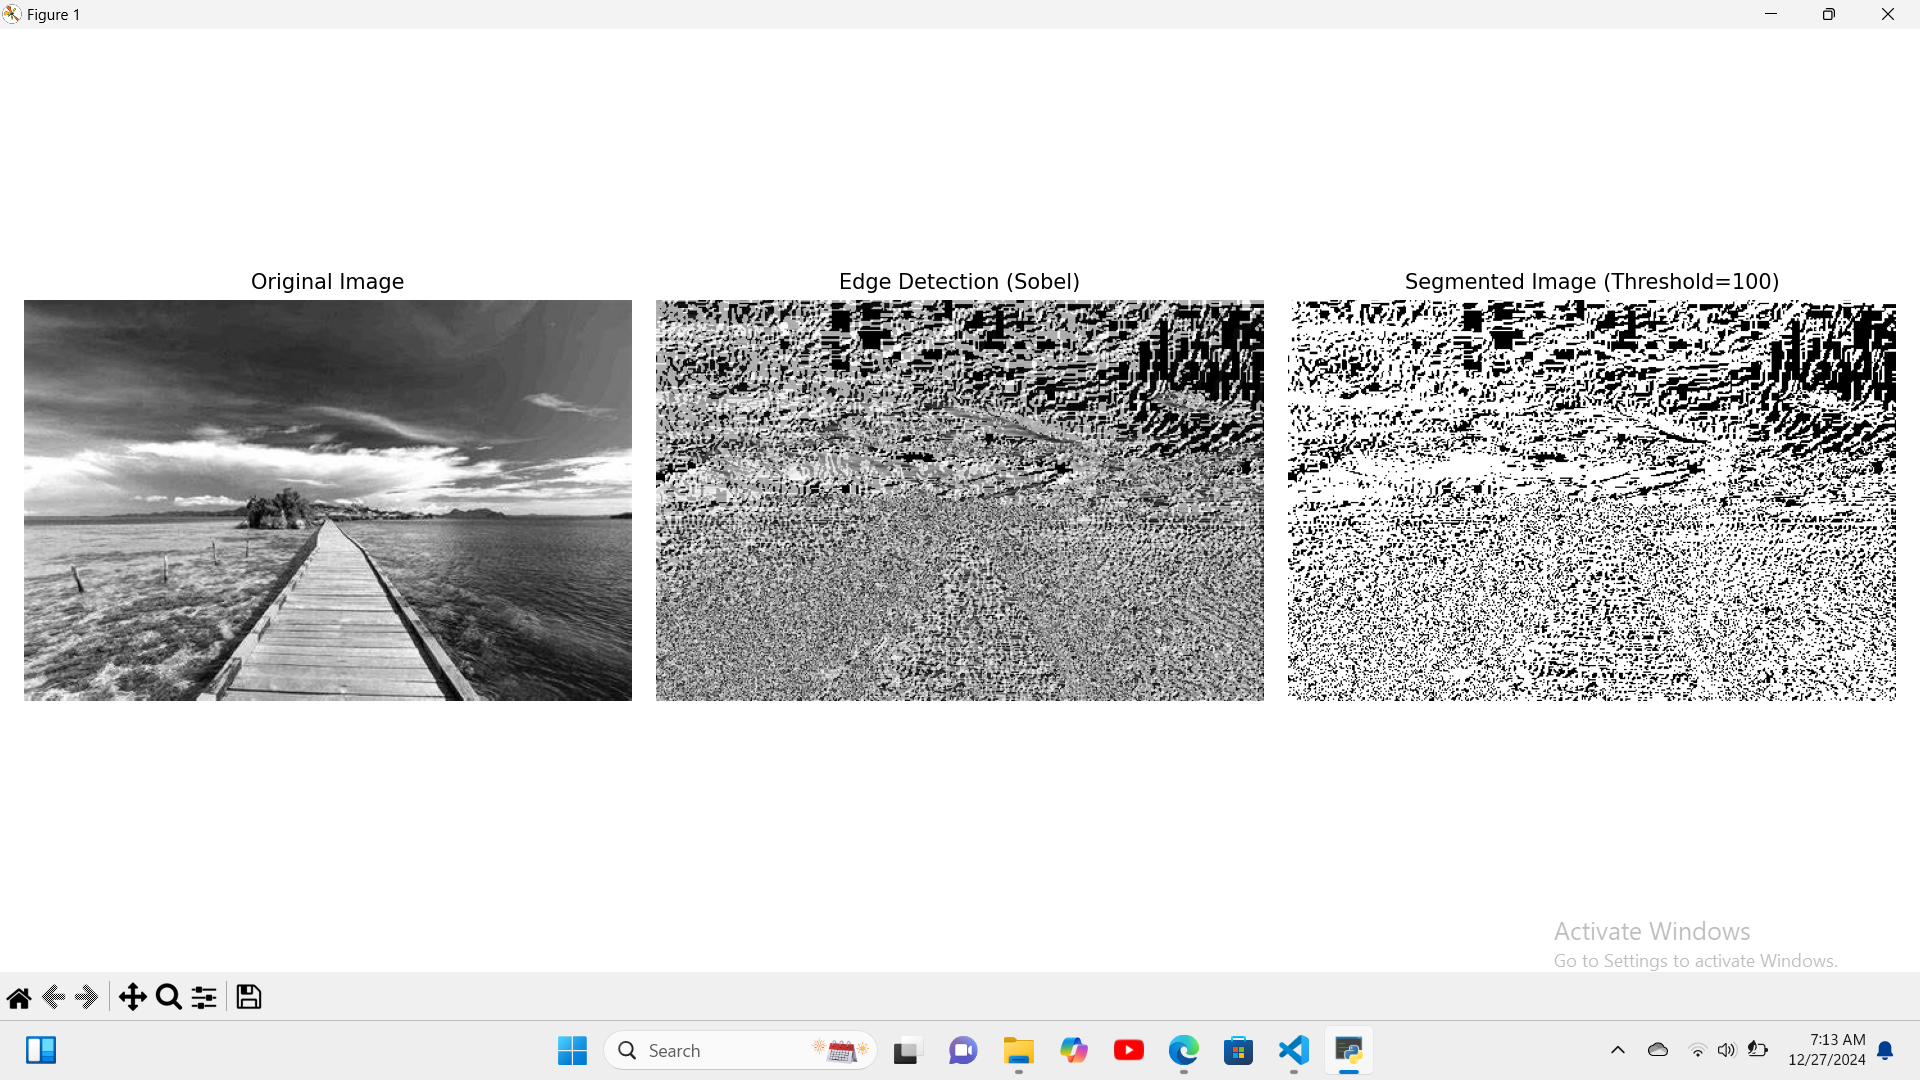 Figure 1
Original Image
Edge Detection (Sobel)
Segmented Image (Threshold=100)
Activate Windows
Go to Settings to activate Windows.
Search
7:13 AM
12/27/2024